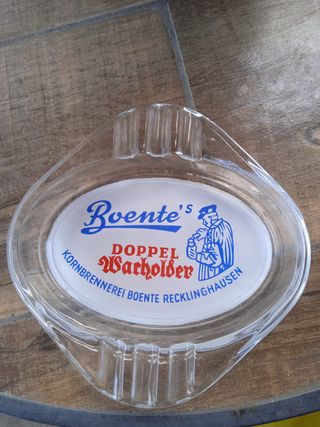 Boente's
DOPPEL
Wacholder
KORNBRENNEREI BOENTE RECKLINGHAUSEN